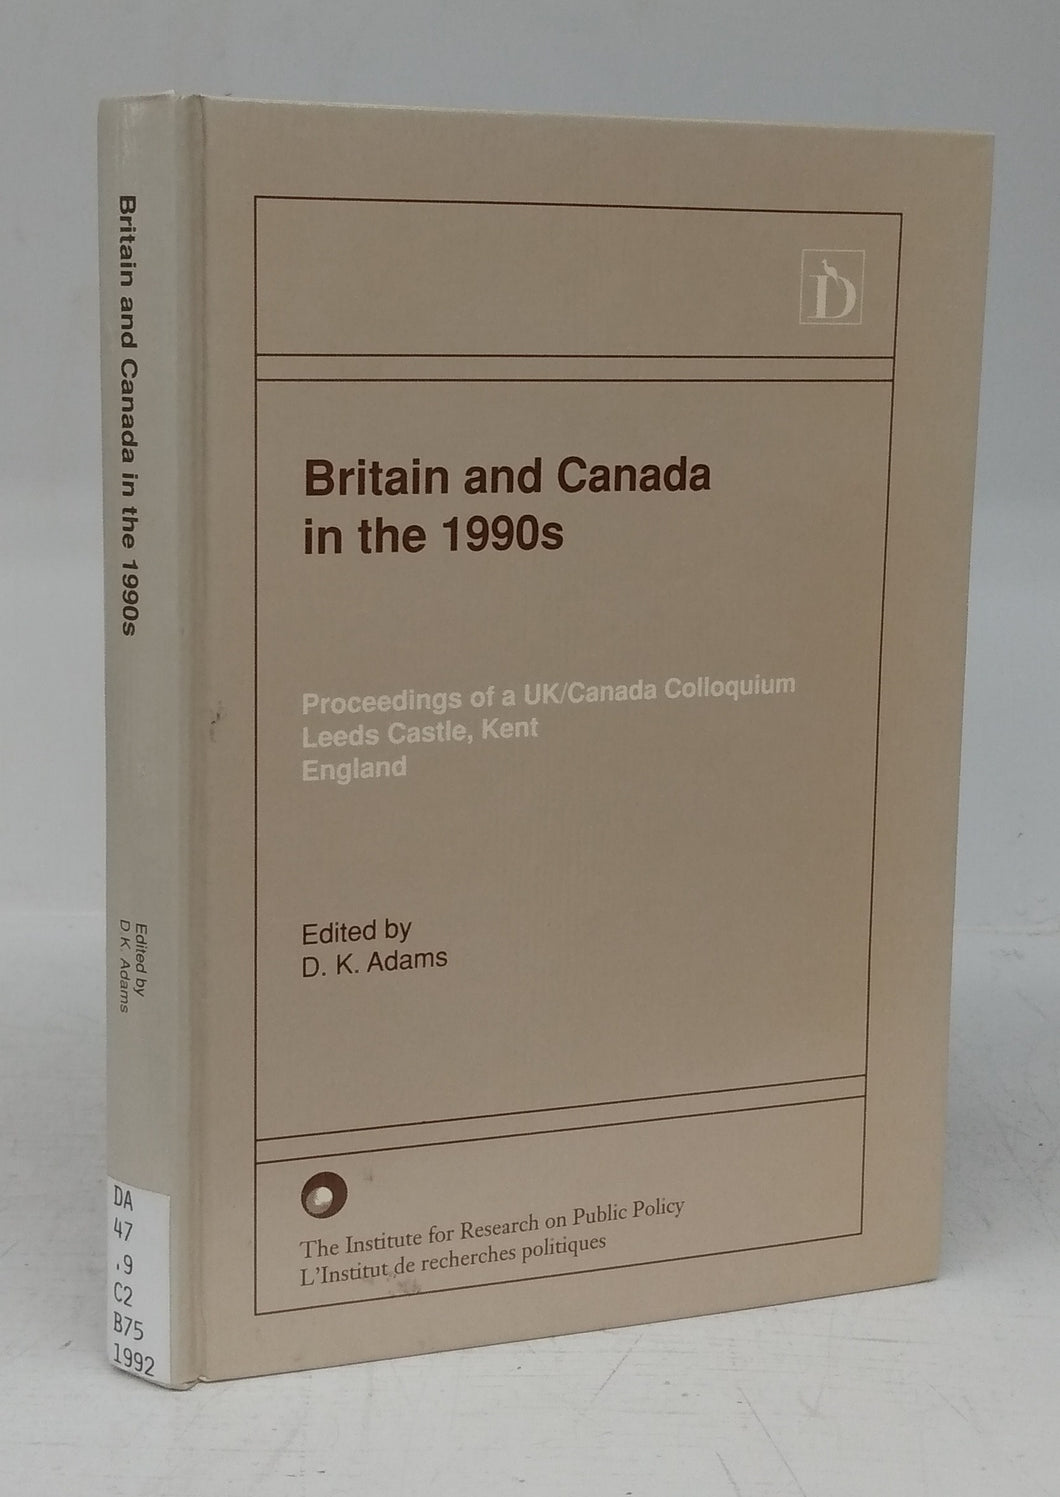 Britain and Canada in the 1990s
Edited by
D. K. Adams
DA
47
.9
C2
B75
1992
D
Britain and Canada
in the 1990s
Proceedings of a UK/Canada Colloquium
Leeds Castle, Kent
England
Edited by
D. K. Adams
The Institute for Research on Public Policy
L'Institut de recherches politiques